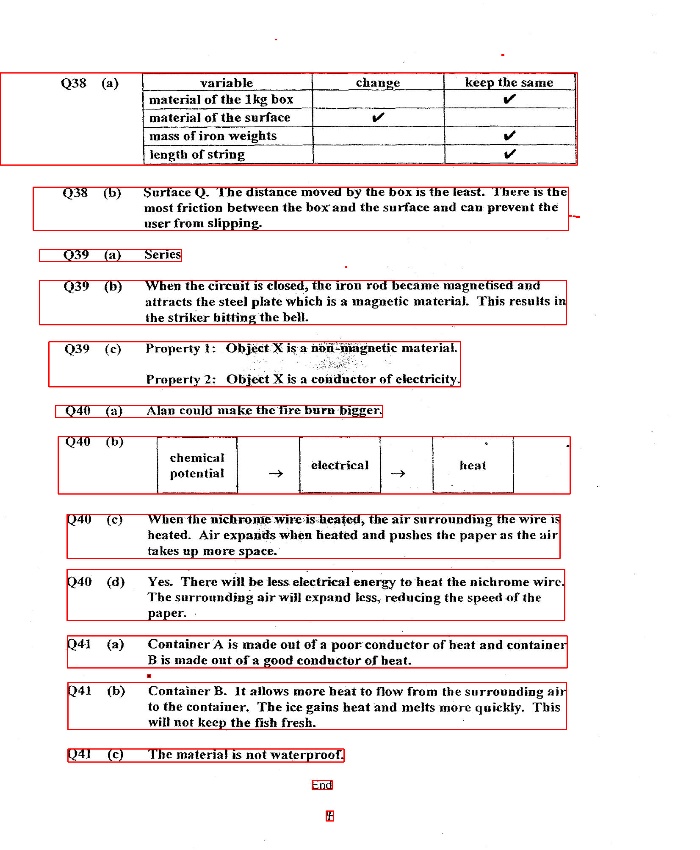 Q38 (a) variable change keep the same
material of the 1kg box ✔
material of the surface ✔
mass of iron weights ✔
length of string ✔
Q38 (b) Surface Q. The distance moved by the box is the least. There is the
most friction between the box and the surface and can prevent the
user from slipping.
Q39 (a) Series
Q39 (b) When the circuit is closed, the iron rod became magnetised and
attracts the steel plate which is a magnetic material. This results in
the striker hitting the bell.
Q39 (c) Property 1: Object X is a non-magnetic material.
Property 2: Object X is a conductor of electricity.
Q40 (a) Alan could make the fire burn bigger.
Q40 (b) chemical
potential → electrical → heat
Q40 (c) When the nichrome wire is heated, the air surrounding the wire is
heated. Air expands when heated and pushes the paper as the air
takes up more space.
Q40 (d) Yes. There will be less electrical energy to heat the nichrome wire.
The surrounding air will expand less, reducing the speed of the
paper.
Q41 (a) Container A is made out of a poor conductor of heat and container
B is made out of a good conductor of heat.
Q41 (b) Container B. It allows more heat to flow from the surrounding air
to the container. The ice gains heat and melts more quickly. This
will not keep the fish fresh.
Q41 (c) The material is not waterproof.
End